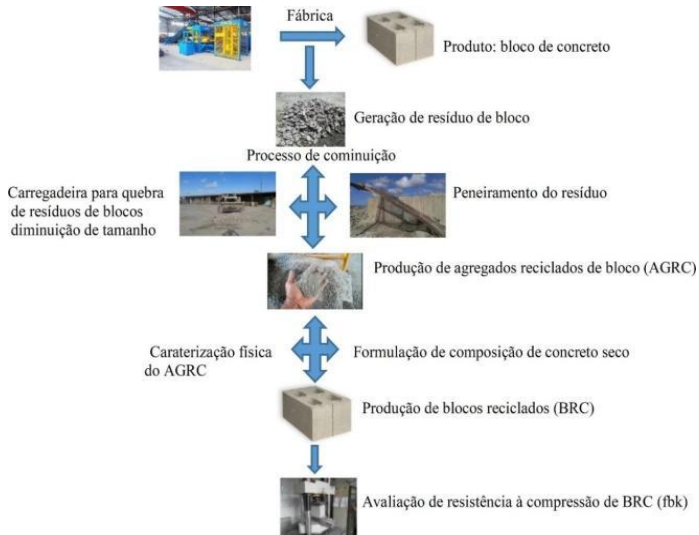 Fábrica
Produto: bloco de concreto
Geração de resíduo de bloco
Processo de cominuição
Carregadeira para quebra
de resíduos de blocos
diminuição de tamanho
Peneiramento do resíduo
Produção de agregados reciclados de bloco (AGRC)
Caraterização física
do AGRC
Formulação de composição de concreto seco
Produção de blocos reciclados (BRC)
Avaliação de resistência à compressão de BRC (fbk)